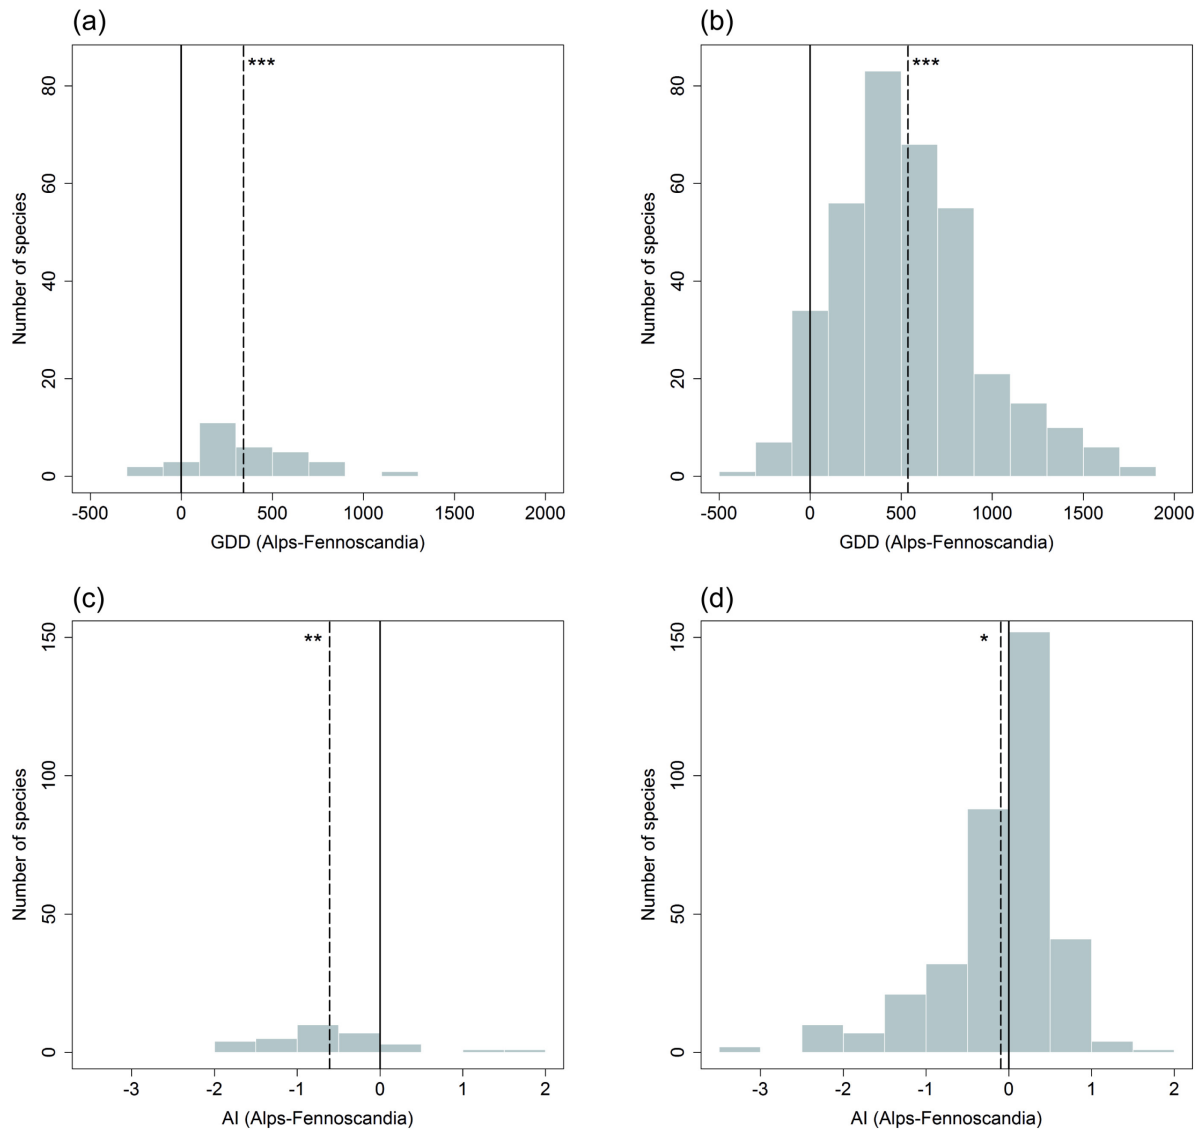 (a)
***
80
60
40
20
0
Number of species
-500 0 500 1000 1500 2000
GDD (Alps-Fennoscandia)
(b)
***
80
60
40
20
0
Number of species
-500 0 500 1000 1500 2000
GDD (Alps-Fennoscandia)
(c)
**
150
100
50
0
Number of species
-3 -2 -1 0 1 2
AI (Alps-Fennoscandia)
(d)
*
150
100
50
0
Number of species
-3 -2 -1 0 1 2
AI (Alps-Fennoscandia)